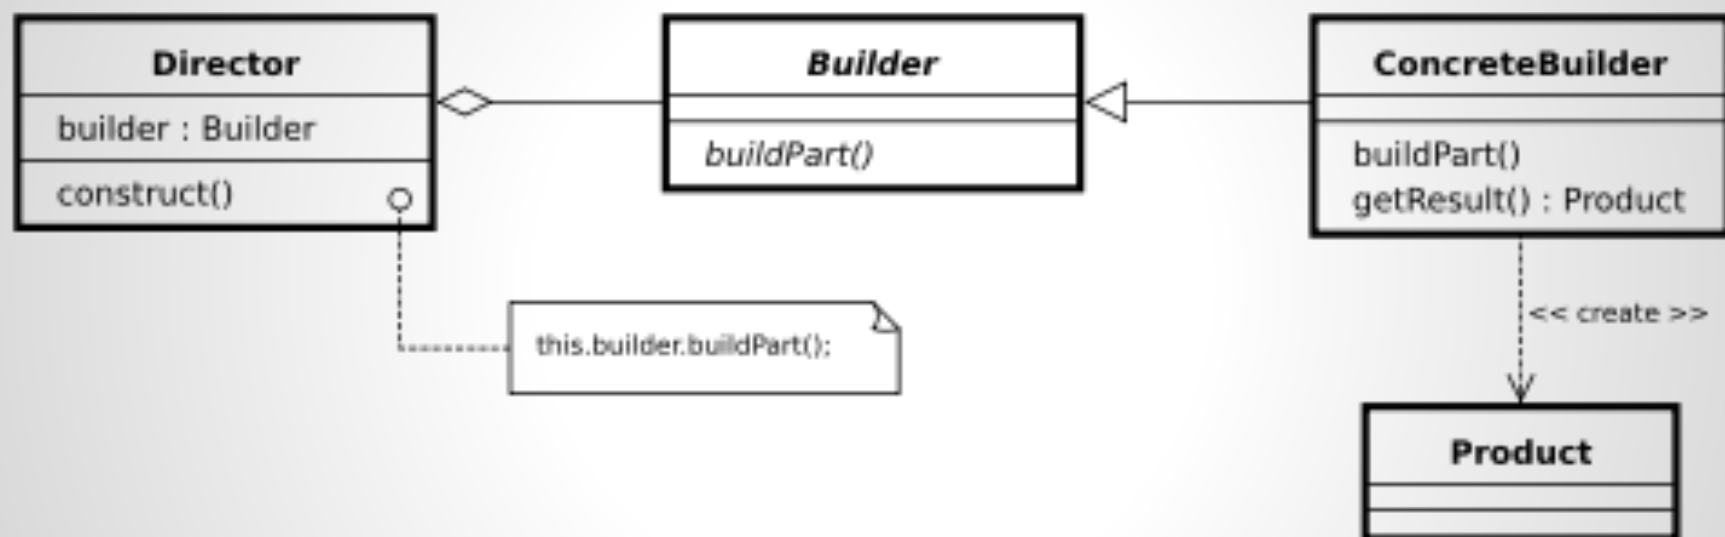 Director
builder : Builder
construct()
Builder
buildPart()
ConcreteBuilder
buildPart()
getResult() : Product
this.builder.buildPart();
<< create >>
Product